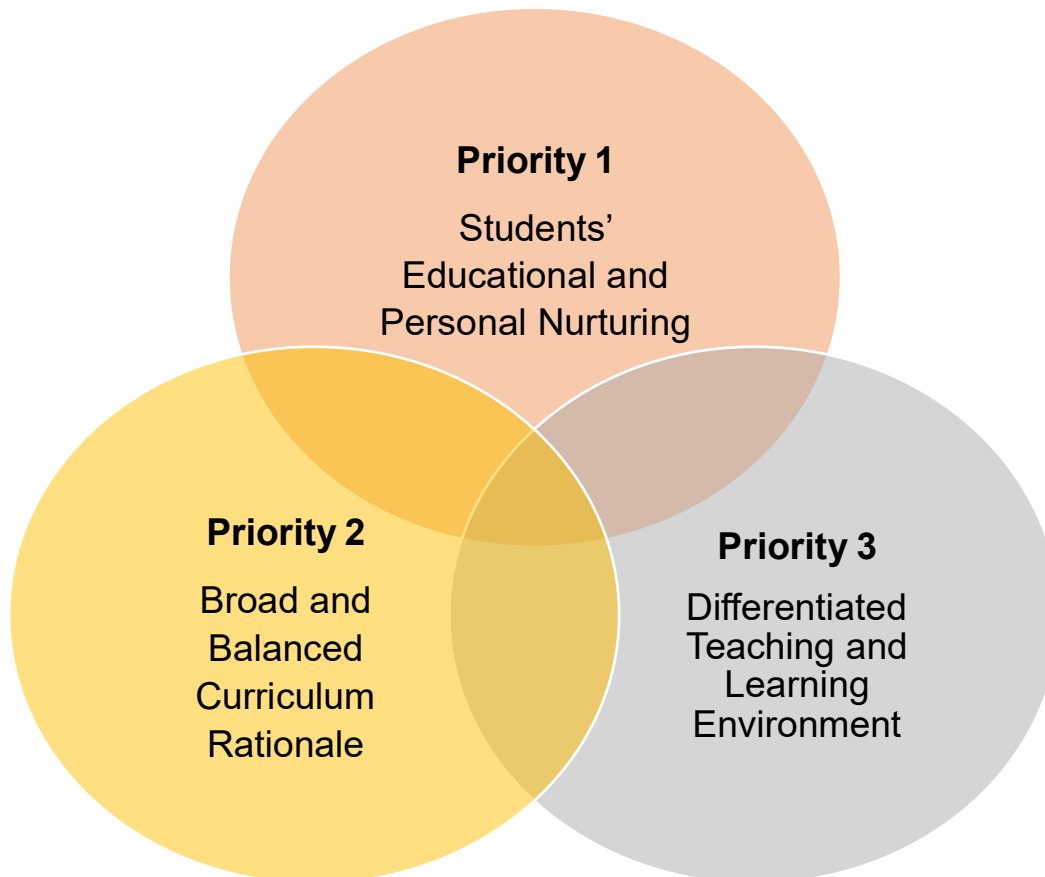 Priority 1
Students’
Educational and
Personal Nurturing
Priority 2
Broad and
Balanced
Curriculum
Rationale
Priority 3
Differentiated
Teaching and
Learning
Environment